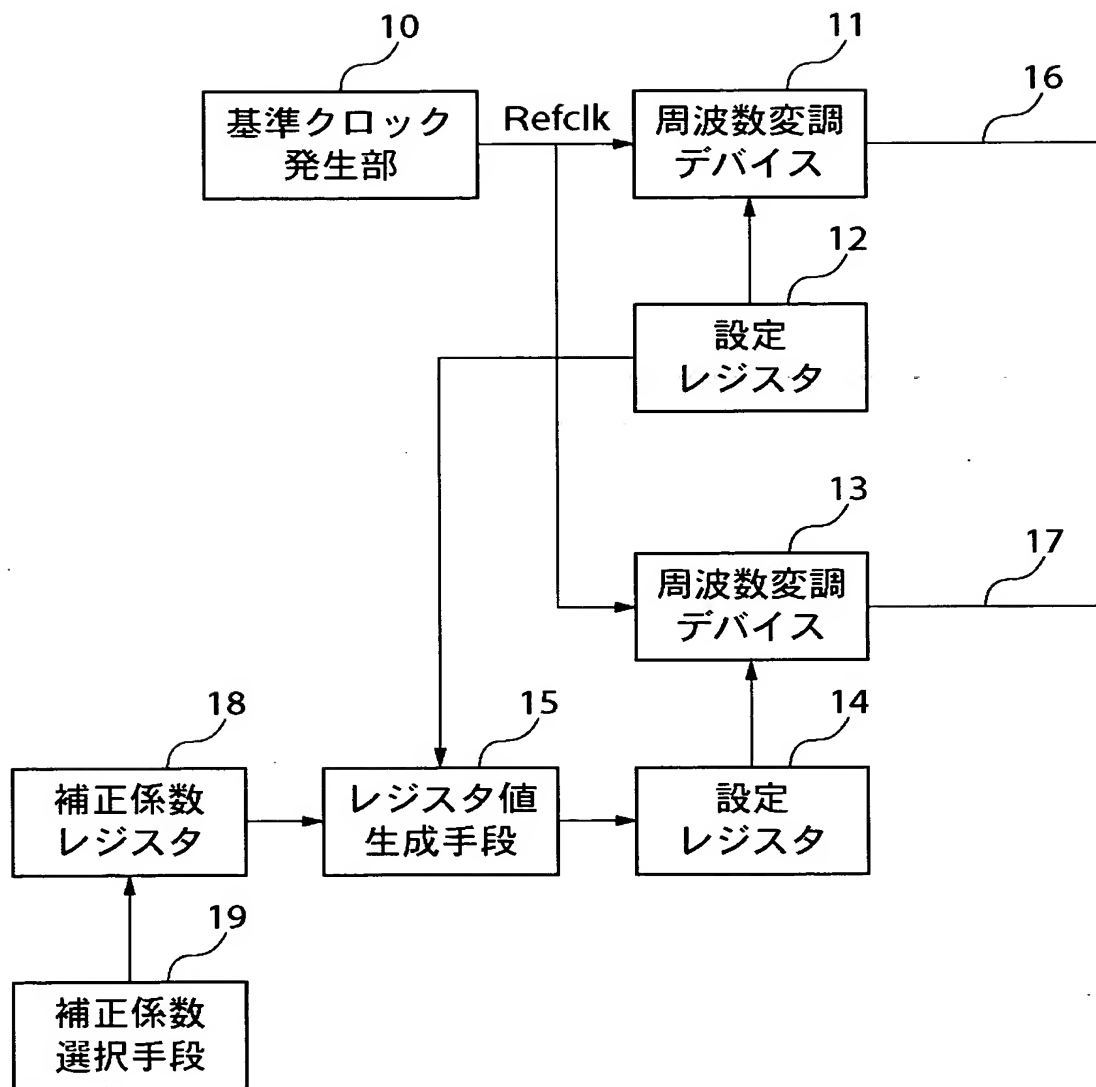 10
11
16
基準クロック
発生部
Refclk
周波数変調
デバイス
12
設定
レジスタ
13
17
周波数変調
デバイス
18
15
14
補正係数
レジスタ
レジスタ値
生成手段
設定
レジスタ
19
補正係数
選択手段